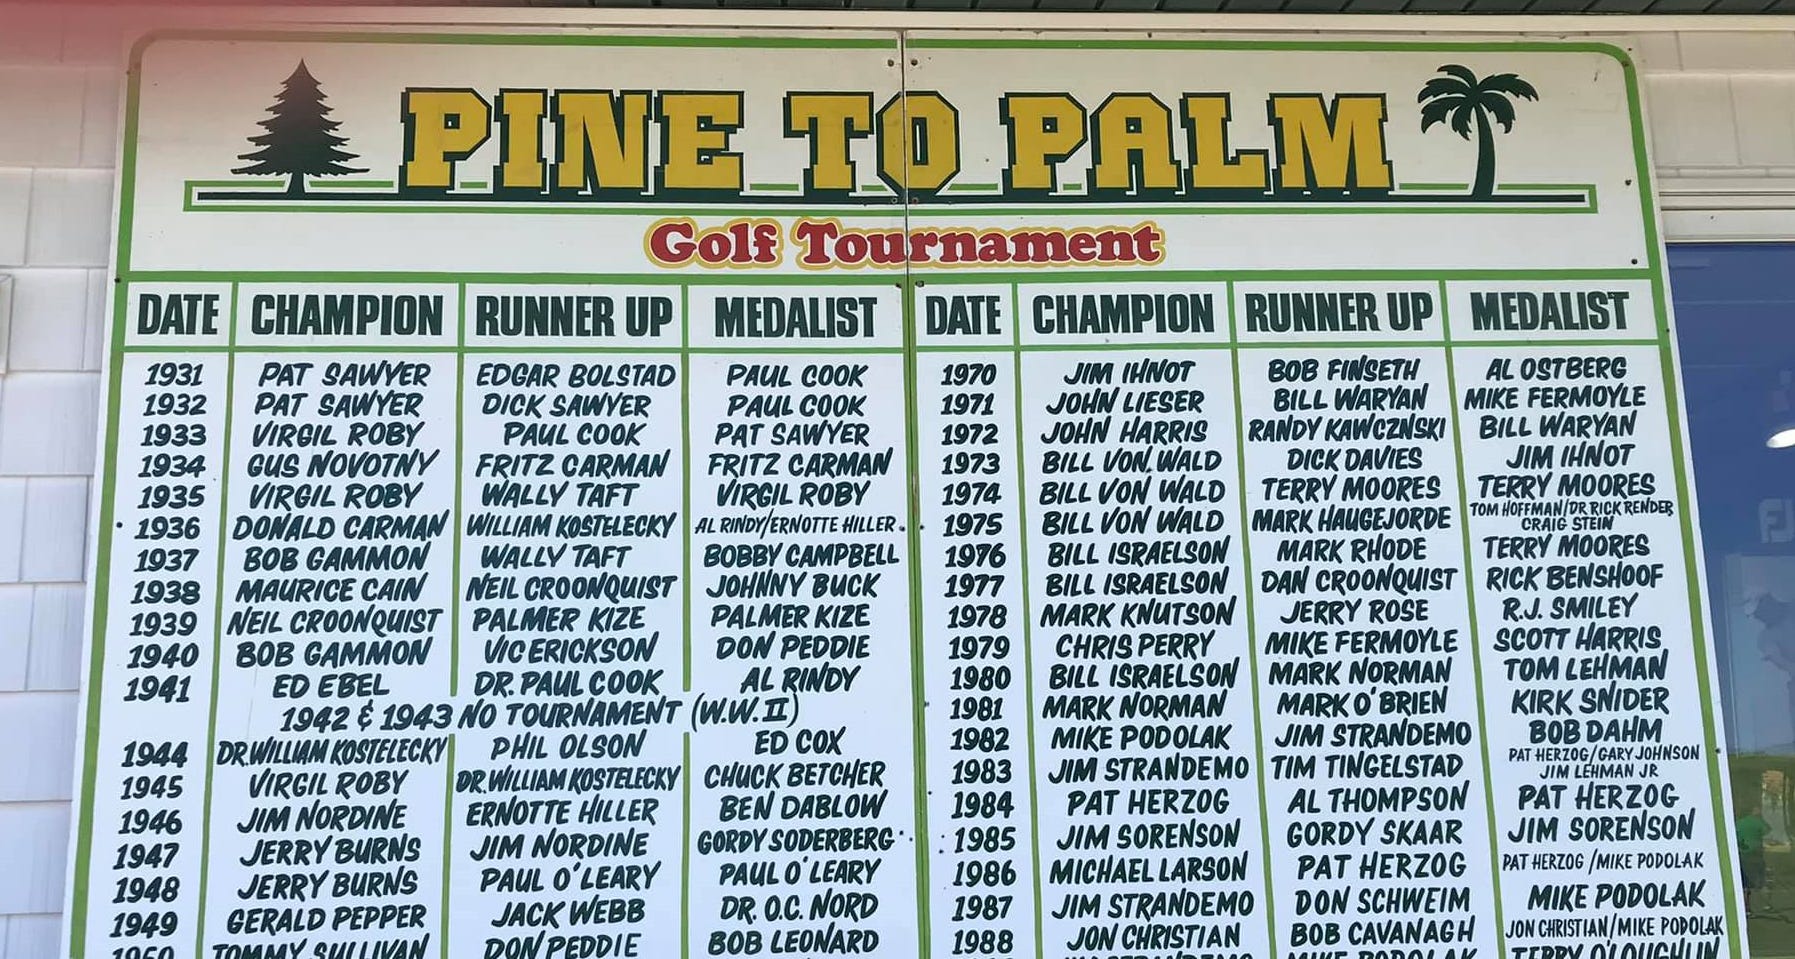 PINE TO PALM
Golf Tournament
DATE CHAMPION RUNNER UP MEDALIST
1931 PAT SAWYER EDGAR BOLSTAD PAUL COOK
1932 PAT SAWYER DICK SAWYER PAUL COOK
1933 VIRGIL ROBY PAUL COOK PAT SAWYER
1934 GUS NOVOTNY FRITZ CARMAN FRITZ CARMAN
1935 VIRGIL ROBY WALLY TAFT VIRGIL ROBY
1936 DONALD CARMAN WILLIAM KOSTELECKY AL RINDY/ERNOTTE HILLER
1937 BOB GAMMON WALLY TAFT BOBBY CAMPBELL
1938 MAURICE CAIN NEIL CROONQUIST JOHNNY BUCK
1939 NEIL CROONQUIST PALMER KIZE PALMER KIZE
1940 BOB GAMMON VIC ERICKSON DON PEDDIE
1941 ED EBEL DR. PAUL COOK AL RINDY
1942 & 1943 NO TOURNAMENT (W.W.II)
1944 DR.WILLIAM KOSTELECKY PHIL OLSON ED COX
1945 VIRGIL ROBY DR.WILLIAM KOSTELECKY CHUCK BETCHER
1946 JIM NORDINE ERNOTTE HILLER BEN DABLOW
1947 JERRY BURNS JIM NORDINE GORDY SODERBERG
1948 JERRY BURNS PAUL O'LEARY PAUL O'LEARY
1949 GERALD PEPPER JACK WEBB DR. O.C. NORD
1950 TOMMY SULLIVAN DON PEDDIE BOB LEONARD
DATE CHAMPION RUNNER UP MEDALIST
1970 JIM IHNOT BOB FINSETH AL OSTBERG
1971 JOHN LIESER BILL WARYAN MIKE FERMOYLE
1972 JOHN HARRIS RANDY KAWCZNSKI BILL WARYAN
1973 BILL VON WALD DICK DAVIES JIM IHNOT
1974 BILL VON WALD TERRY MOORES TERRY MOORES
1975 BILL VON WALD MARK HAUGEJORDE TOM HOFFMAN/DR RICK RENDER
CRAIG STEIN
1976 BILL ISRAELSON MARK RHODE TERRY MOORES
1977 BILL ISRAELSON DAN CROONQUIST RICK BENSHOOF
1978 MARK KNUTSON JERRY ROSE R.J. SMILEY
1979 CHRIS PERRY MIKE FERMOYLE SCOTT HARRIS
1980 BILL ISRAELSON MARK NORMAN TOM LEHMAN
1981 MARK NORMAN MARK O'BRIEN KIRK SNIDER
1982 MIKE PODOLAK JIM STRANDEMO BOB DAHM
1983 JIM STRANDEMO TIM TINGELSTAD PAT HERZOG/GARY JOHNSON
JIM LEHMAN JR
1984 PAT HERZOG AL THOMPSON PAT HERZOG
1985 JIM SORENSON GORDY SKAAR JIM SORENSON
1986 MICHAEL LARSON PAT HERZOG PAT HERZOG/MIKE PODOLAK
1987 JIM STRANDEMO DON SCHWEIM MIKE PODOLAK
1988 JON CHRISTIAN BOB CAVANAGH JON CHRISTIAN/MIKE PODOLAK
JIM STRANDEMO MIKE PODOLAK TERRY O'LOUGHLIN